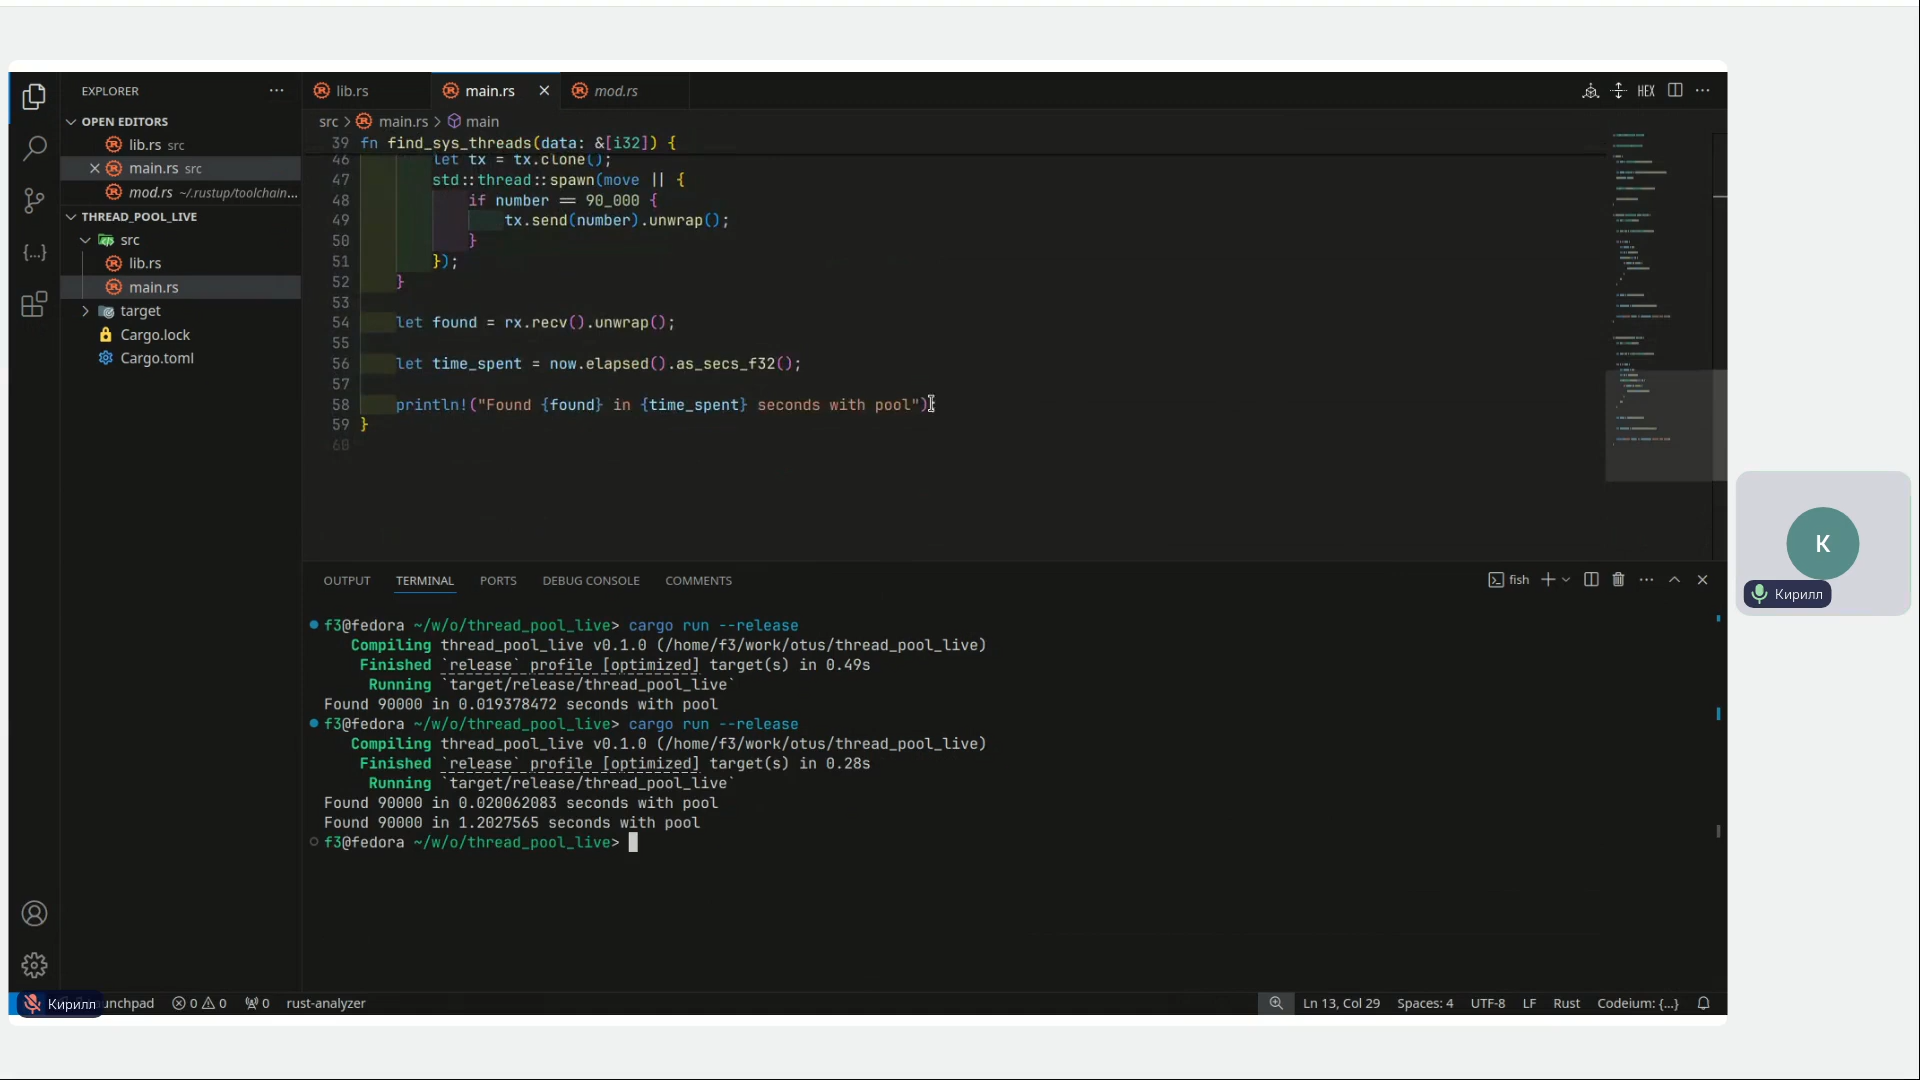 EXPLORER
OPEN EDITORS
lib.rs src
main.rs src
mod.rs ~/.rustup/toolchain...
THREAD_POOL_LIVE
src
lib.rs
main.rs
target
Cargo.lock
Cargo.toml
lib.rs
main.rs
mod.rs
HEX
src > main.rs > main
39 fn find_sys_threads(data: &[i32]) {
46 let tx = tx.clone();
47 std::thread::spawn(move || {
48 if number == 90_000 {
49 tx.send(number).unwrap();
50 }
51 });
52 }
53
54 let found = rx.recv().unwrap();
55
56 let time_spent = now.elapsed().as_secs_f32();
57
58 println!("Found {found} in {time_spent} seconds with pool");
59 }
60
OUTPUT TERMINAL PORTS DEBUG CONSOLE COMMENTS
fish
f3@fedora ~/w/o/thread_pool_live> cargo run --release
Compiling thread_pool_live v0.1.0 (/home/f3/work/otus/thread_pool_live)
Finished `release` profile [optimized] target(s) in 0.49s
Running `target/release/thread_pool_live`
Found 90000 in 0.019378472 seconds with pool
f3@fedora ~/w/o/thread_pool_live> cargo run --release
Compiling thread_pool_live v0.1.0 (/home/f3/work/otus/thread_pool_live)
Finished `release` profile [optimized] target(s) in 0.28s
Running `target/release/thread_pool_live`
Found 90000 in 0.020062083 seconds with pool
Found 90000 in 1.2027565 seconds with pool
f3@fedora ~/w/o/thread_pool_live>
К
Кирилл
Кирилл
unchpad 0 0 0 rust-analyzer
Ln 13, Col 29 Spaces: 4 UTF-8 LF Rust Codeium: {...}